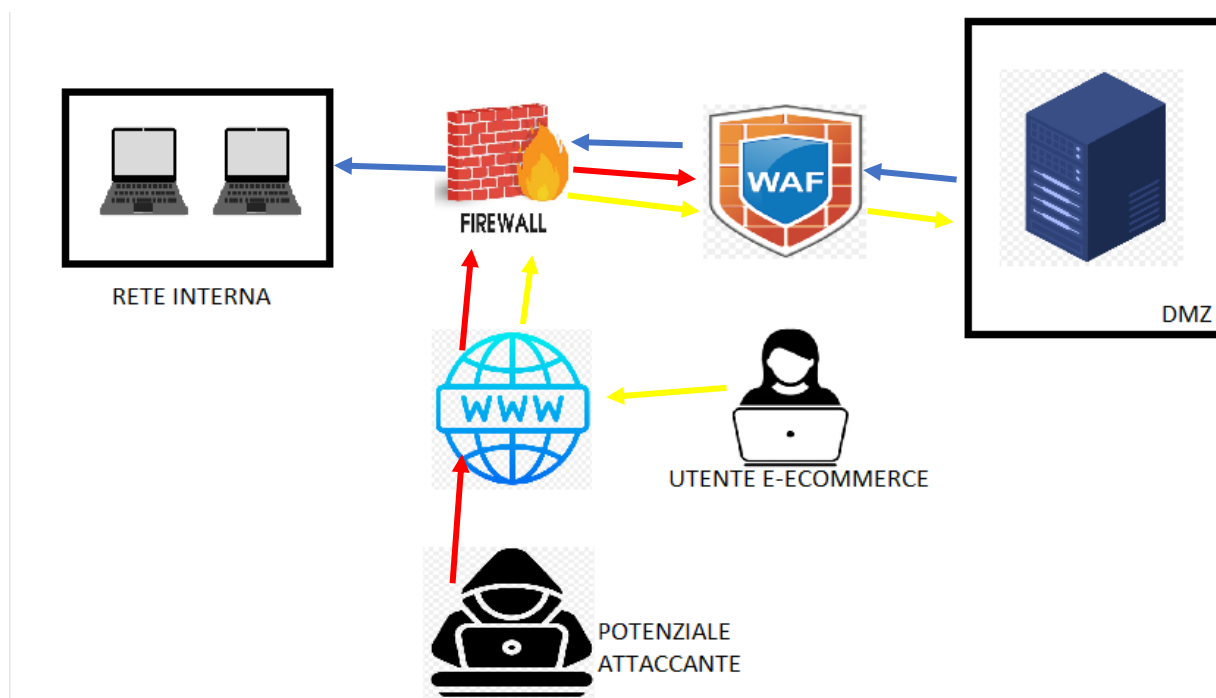 WAF
FIREWALL
RETE INTERNA
DMZ
WWW
UTENTE E-ECOMMERCE
POTENZIALE
ATTACCANTE